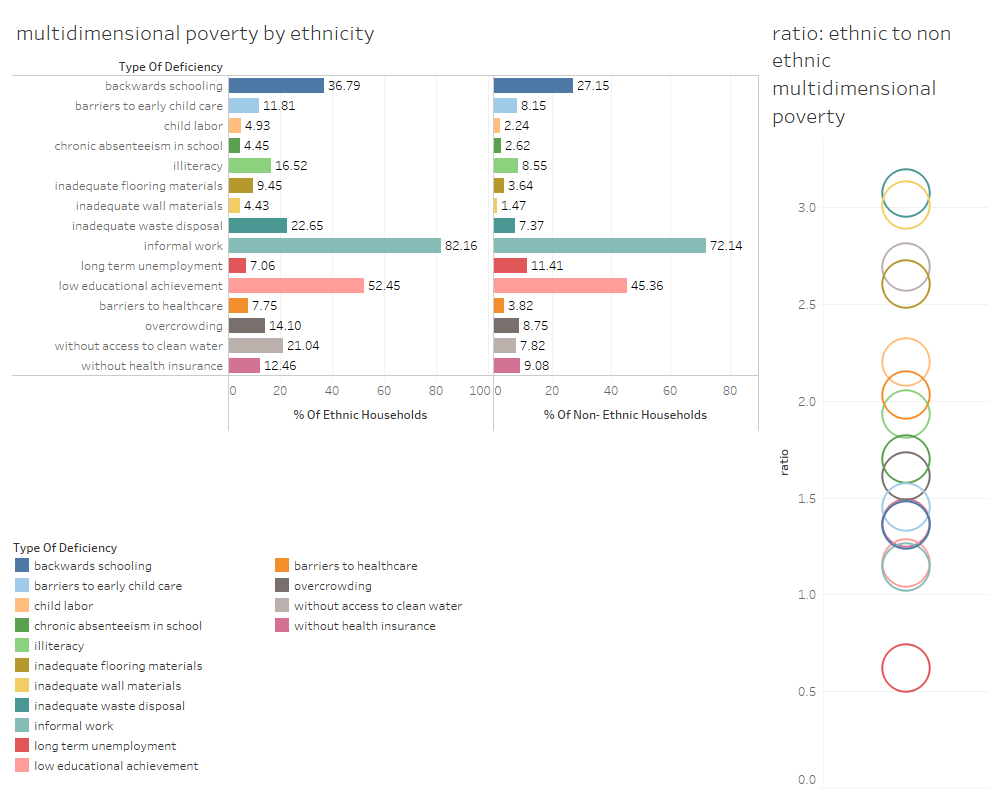 multidimensional poverty by ethnicity
ratio: ethnic to non
ethnic
multidimensional
poverty
Type Of Deficiency
backwards schooling 36.79 27.15
barriers to early child care 11.81 8.15
child labor 4.93 2.24
chronic absenteeism in school 4.45 2.62
illiteracy 16.52 8.55
inadequate flooring materials 9.45 3.64
inadequate wall materials 4.43 1.47
inadequate waste disposal 22.65 7.37
informal work 82.16 72.14
long term unemployment 7.06 11.41
low educational achievement 52.45 45.36
barriers to healthcare 7.75 3.82
overcrowding 14.10 8.75
without access to clean water 21.04 7.82
without health insurance 12.46 9.08
0 20 40 60 80 100 0 20 40 60 80
% Of Ethnic Households % Of Non- Ethnic Households
3.0
2.5
2.0
ratio
1.5
1.0
0.5
0.0
Type Of Deficiency
backwards schooling
barriers to early child care
child labor
chronic absenteeism in school
illiteracy
inadequate flooring materials
inadequate wall materials
inadequate waste disposal
informal work
long term unemployment
low educational achievement
barriers to healthcare
overcrowding
without access to clean water
without health insurance